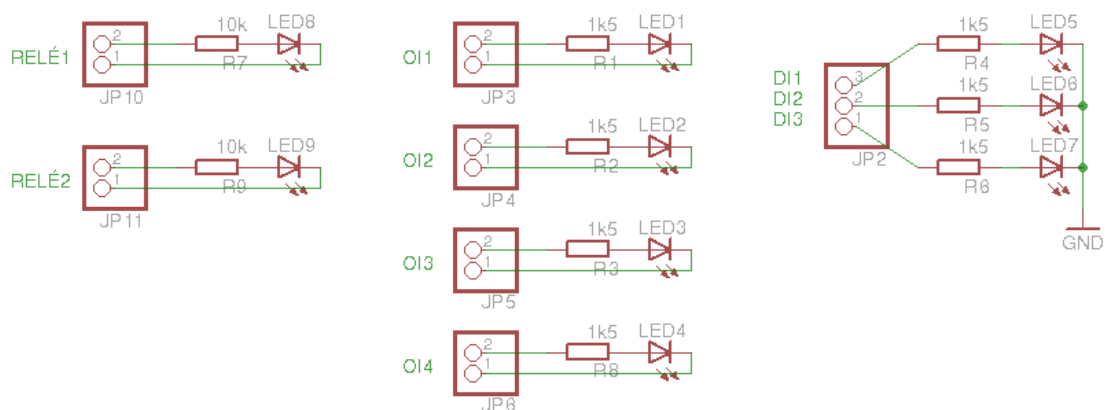 10k
LED8
RELÉ1
2
1
R7
JP10
10k
LED9
RELÉ2
2
1
R9
JP11
1k5
LED1
OI1
2
1
R1
JP3
1k5
LED2
OI2
2
1
R2
JP4
1k5
LED3
OI3
2
1
R3
JP5
1k5
LED4
OI4
2
1
R8
JP6
1k5
LED5
R4
DI1
DI2
DI3
3
2
1
JP2
1k5
LED6
R5
1k5
LED7
R6
GND